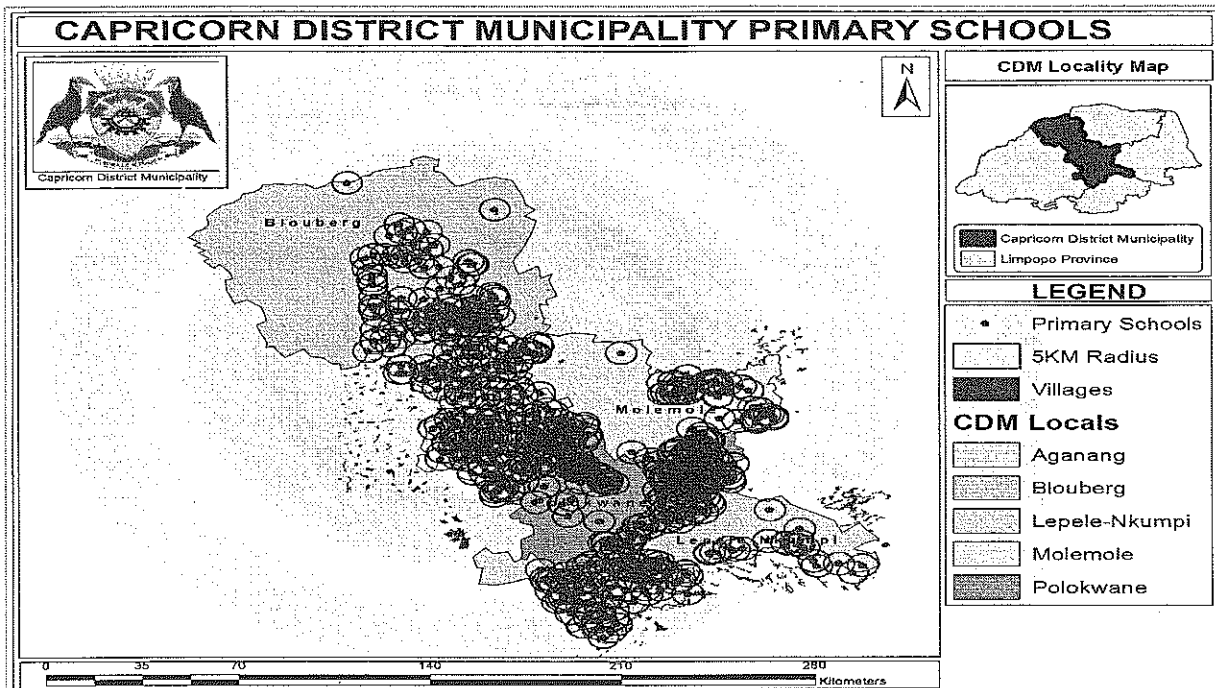 CAPRICORN DISTRICT MUNICIPALITY PRIMARY SCHOOLS
Capricorn District Municipality
N
Blouberg
Molemole
CDM Locality Map
Capricorn District Municipality
Limpopo Province
LEGEND
Primary Schools
5KM Radius
Villages
CDM Locals
Aganang
Blouberg
Lepele-Nkumpi
Molemole
Polokwane
0 35 70 140 210 280
Kilometers